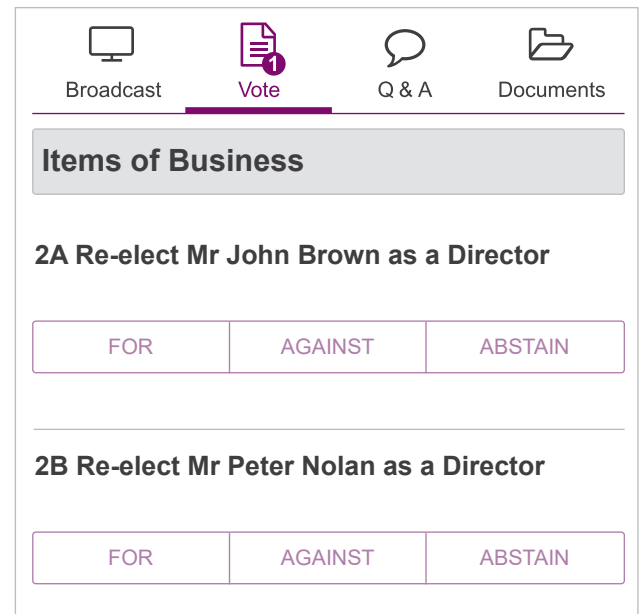 1
Broadcast Vote Q & A Documents
Items of Business
2A Re-elect Mr John Brown as a Director
FOR AGAINST ABSTAIN
2B Re-elect Mr Peter Nolan as a Director
FOR AGAINST ABSTAIN